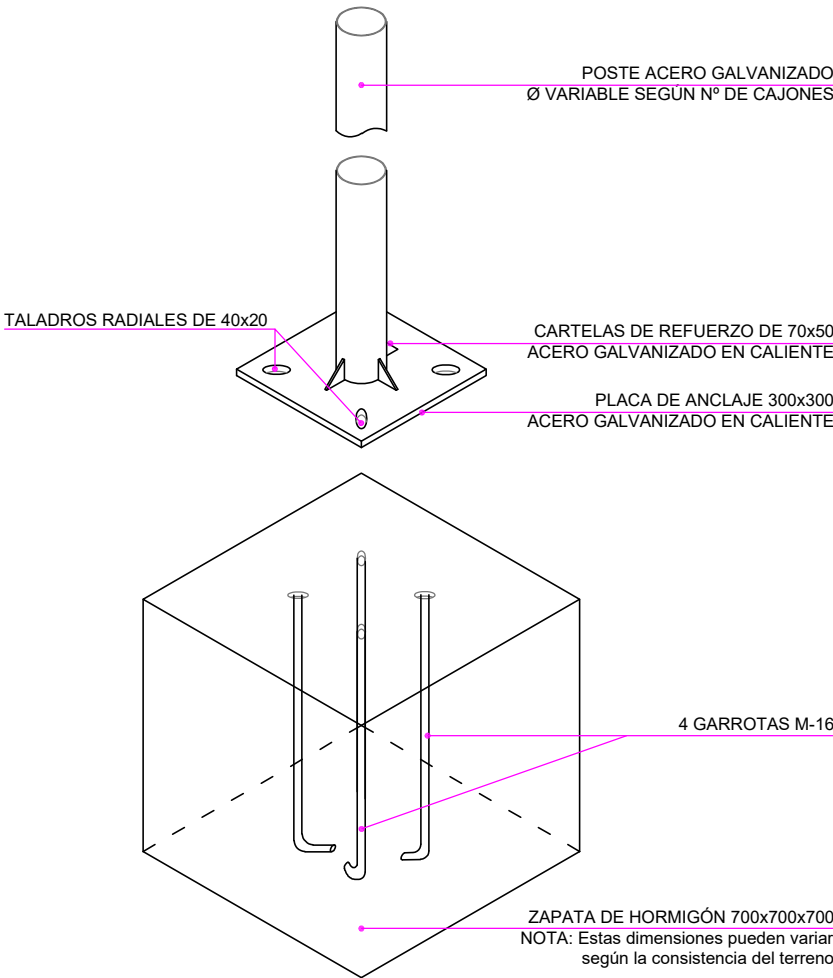 POSTE ACERO GALVANIZADO
Ø VARIABLE SEGÚN Nº DE CAJONES
TALADROS RADIALES DE 40x20
CARTELAS DE REFUERZO DE 70x50
ACERO GALVANIZADO EN CALIENTE
PLACA DE ANCLAJE 300x300
ACERO GALVANIZADO EN CALIENTE
4 GARROTAS M-16
ZAPATA DE HORMIGÓN 700x700x700
NOTA: Estas dimensiones pueden variar
según la consistencia del terreno